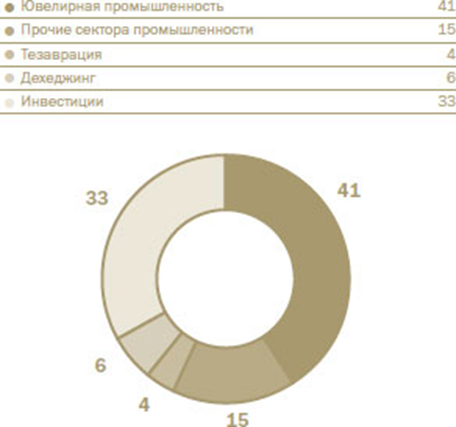 Ювелирная промышленность 41
Прочие сектора промышленности 15
Тезаврация 4
Дехеджинг 6
Инвестиции 33
33
41
6
4
15